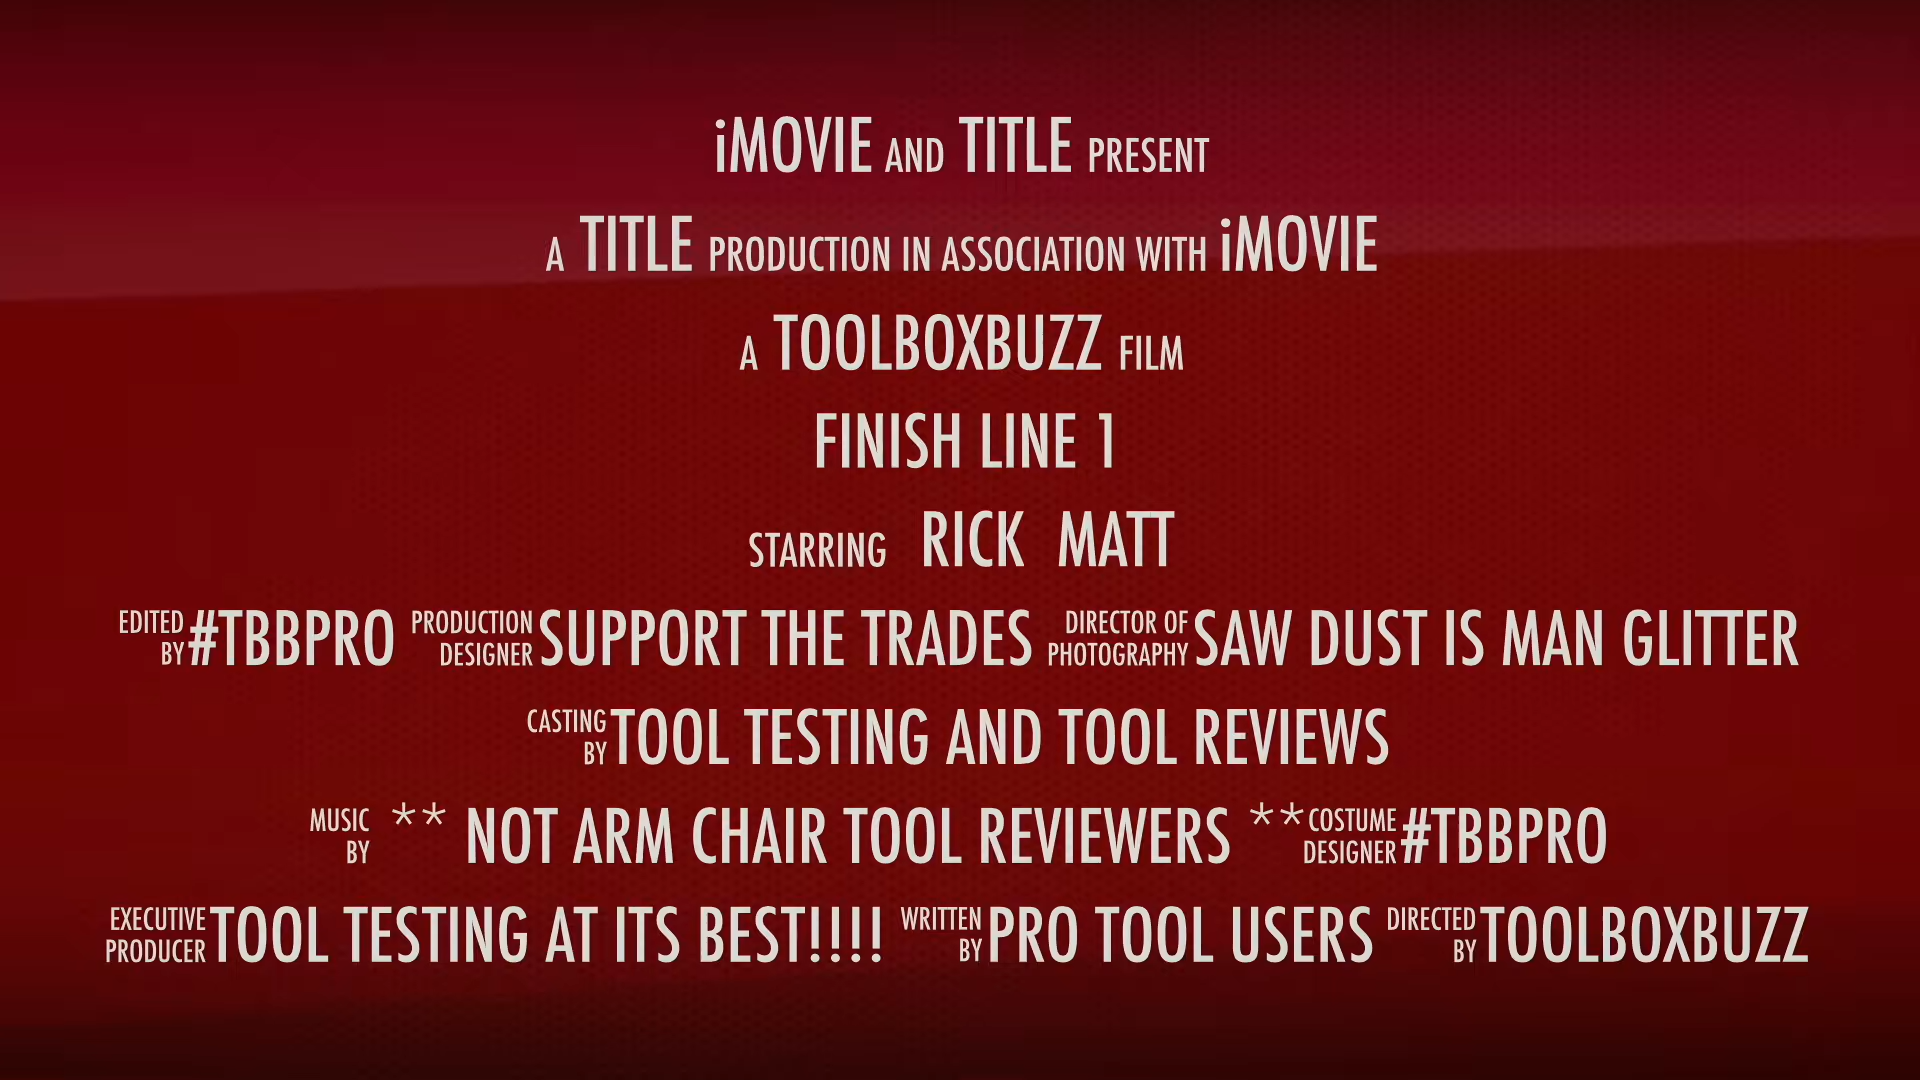 iMOVIE AND TITLE PRESENT
A TITLE PRODUCTION IN ASSOCIATION WITH iMOVIE
A TOOLBOXBUZZ FILM
FINISH LINE 1
STARRING RICK MATT
EDITED BY #TBBPRO PRODUCTION DESIGNER SUPPORT THE TRADES DIRECTOR OF PHOTOGRAPHY SAW DUST IS MAN GLITTER
CASTING BY TOOL TESTING AND TOOL REVIEWS
MUSIC BY ** NOT ARM CHAIR TOOL REVIEWERS ** COSTUME DESIGNER #TBBPRO
EXECUTIVE PRODUCER TOOL TESTING AT ITS BEST!!!! WRITTEN BY PRO TOOL USERS DIRECTED BY TOOLBOXBUZZ